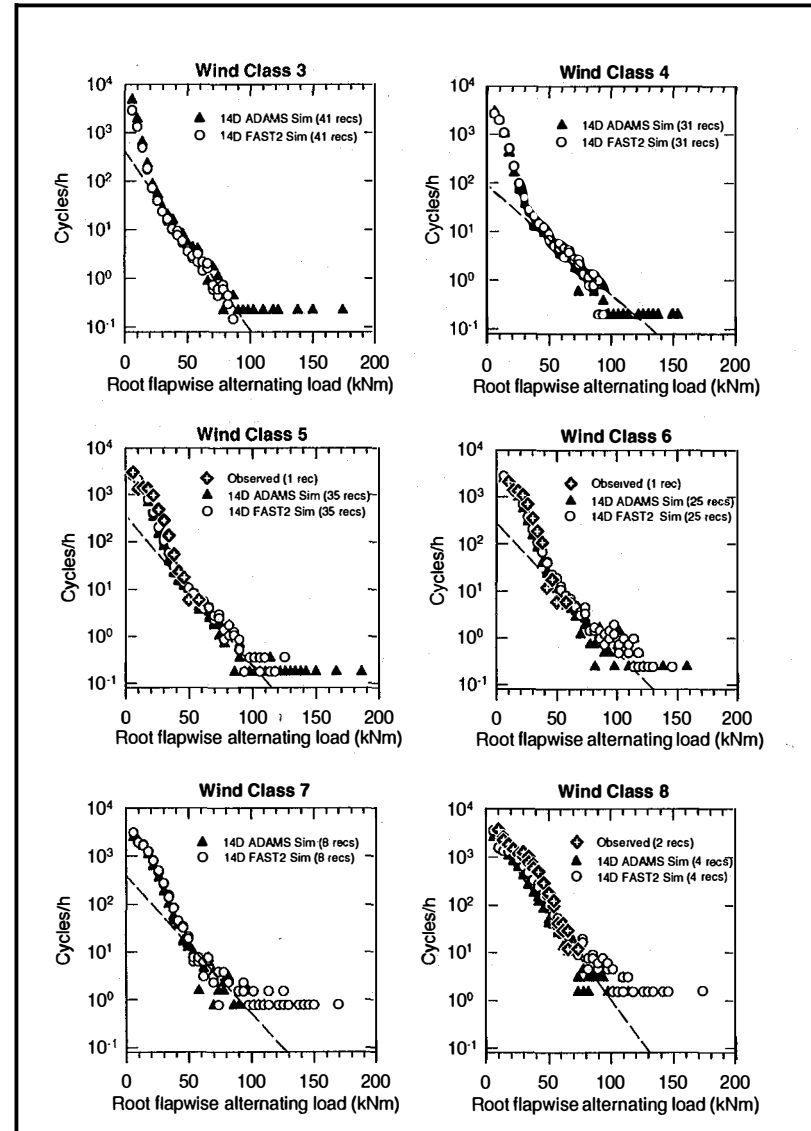 Wind Class 3
10^4
10^3
10^2
10^1
10^0
10^-1
Cycles/h
▲ 14D ADAMS Sim (41 recs)
○ 14D FAST2 Sim (41 recs)
0 50 100 150 200
Root flapwise alternating load (kNm)
Wind Class 4
10^4
10^3
10^2
10^1
10^0
10^-1
Cycles/h
▲ 14D ADAMS Sim (31 recs)
○ 14D FAST2 Sim (31 recs)
0 50 100 150 200
Root flapwise alternating load (kNm)
Wind Class 5
10^4
10^3
10^2
10^1
10^0
10^-1
Cycles/h
Observed (1 rec)
▲ 14D ADAMS Sim (35 recs)
○ 14D FAST2 Sim (35 recs)
0 50 100 150 200
Root flapwise alternating load (kNm)
Wind Class 6
10^4
10^3
10^2
10^1
10^0
10^-1
Cycles/h
Observed (1 rec)
▲ 14D ADAMS Sim (25 recs)
○ 14D FAST2 Sim (25 recs)
0 50 100 150 200
Root flapwise alternating load (kNm)
Wind Class 7
10^4
10^3
10^2
10^1
10^0
10^-1
Cycles/h
▲ 14D ADAMS Sim (8 recs)
○ 14D FAST2 Sim (8 recs)
0 50 100 150 200
Root flapwise alternating load (kNm)
Wind Class 8
10^4
10^3
10^2
10^1
10^0
10^-1
Cycles/h
Observed (2 recs)
▲ 14D ADAMS Sim (4 recs)
○ 14D FAST2 Sim (4 recs)
0 50 100 150 200
Root flapwise alternating load (kNm)